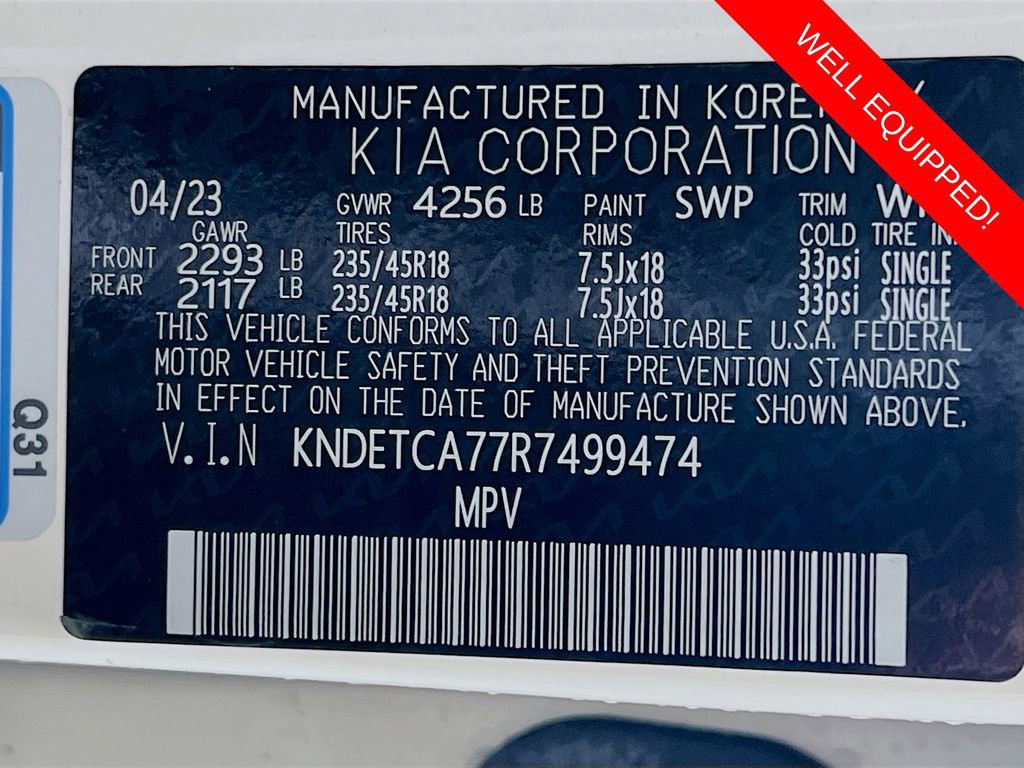 WELL EQUIPPED!
MANUFACTURED IN
KIA CORPORATION
04/23 GVWR 4256 LB PAINT SWP TRIM
GAWR TIRES RIMS COLD TIRE
FRONT 2293 LB 235/45R18 7.5Jx18 33psi SINGLE
REAR 2117 LB 235/45R18 7.5Jx18 33psi SINGLE
THIS VEHICLE CONFORMS TO ALL APPLICABLE U.S.A. FEDERAL
MOTOR VEHICLE SAFETY AND THEFT PREVENTION STANDARDS
IN EFFECT ON THE DATE OF MANUFACTURE SHOWN ABOVE.
V.I.N KNDETCA77R7499474
MPV
Q31